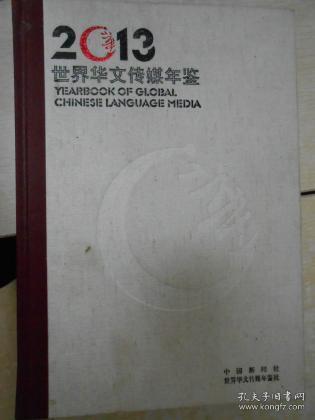 2013
世界华文传媒年鉴
YEARBOOK OF GLOBAL
CHINESE LANGUAGE MEDIA
中国新闻社
世界华文传媒年鉴社
孔夫子旧书网
www.kongfz.com